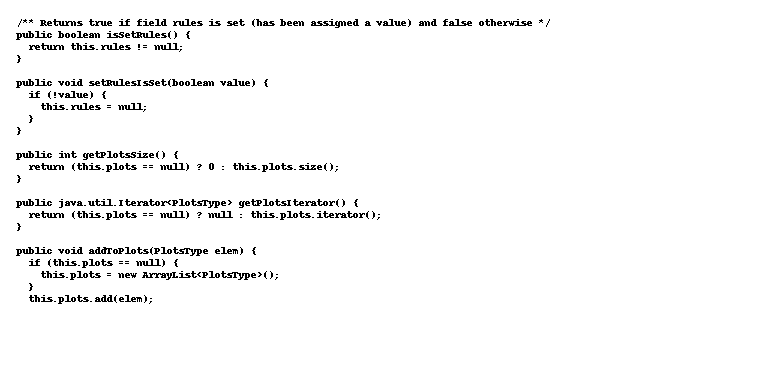 /** Returns true if field rules is set (has been assigned a value) and false otherwise */
public boolean isSetRules() {
  return this.rules != null;
}

public void setRulesIsSet(boolean value) {
  if (!value) {
    this.rules = null;
  }
}

public int getPlotsSize() {
  return (this.plots == null) ? 0 : this.plots.size();
}

public java.util.Iterator<PlotsType> getPlotsIterator() {
  return (this.plots == null) ? null : this.plots.iterator();
}

public void addToPlots(PlotsType elem) {
  if (this.plots == null) {
    this.plots = new ArrayList<PlotsType>();
  }
  this.plots.add(elem);